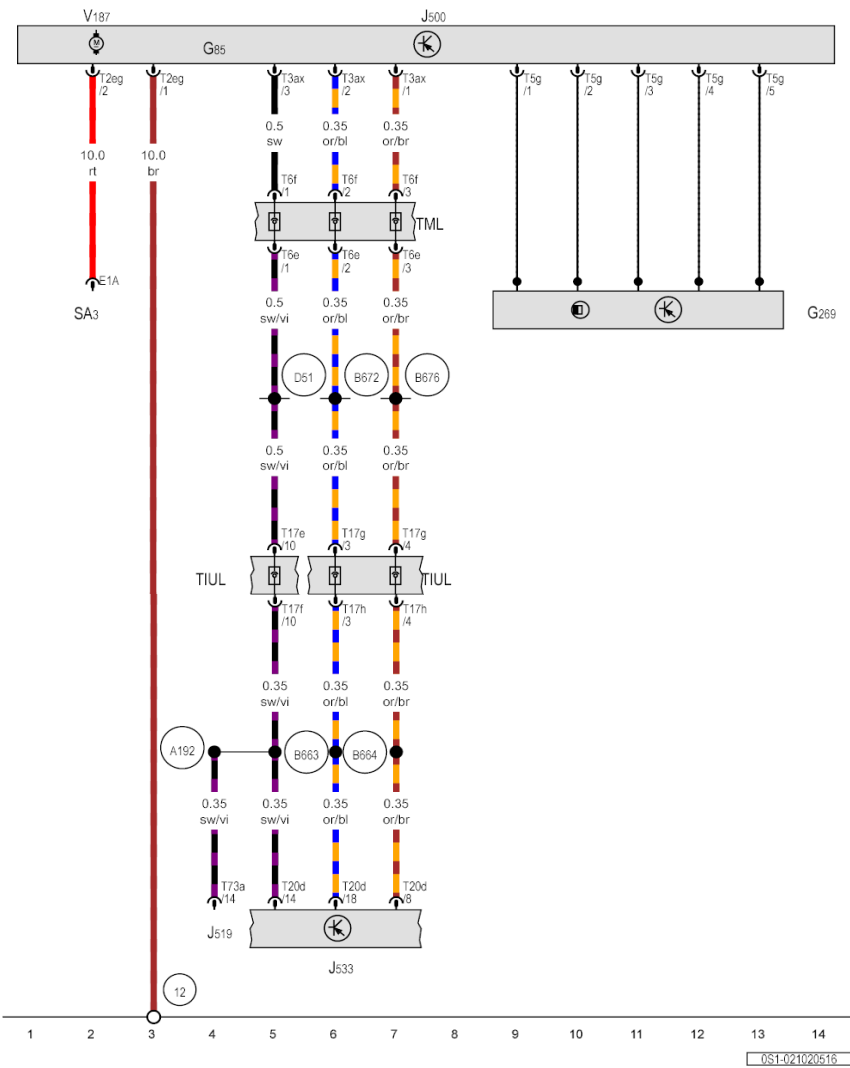 V187 J500
G85
T2eg /2
T2eg /1
T3ax /3
T3ax /2
T3ax /1
T5g /1
T5g /2
T5g /3
T5g /4
T5g /5
M
0.5 sw
0.35 or/bl
0.35 or/br
10.0 rt
10.0 br
T6f /1
T6f /2
T6f /3
TML
T6e /1
T6e /2
T6e /3
E1A
SA3
G269
0.5 sw/vi
0.35 or/bl
0.35 or/br
D51
B672
B676
0.5 sw/vi
0.35 or/bl
0.35 or/br
T17e /10
T17g /3
T17g /4
TIUL
TIUL
T17f /10
T17h /3
T17h /4
0.35 sw/vi
0.35 or/bl
0.35 or/br
A192
B663
B664
0.35 sw/vi
0.35 sw/vi
0.35 or/bl
0.35 or/br
T73a /14
T20d /14
T20d /18
T20d /8
J519
J533
12
1 2 3 4 5 6 7 8 9 10 11 12 13 14
0S1-021020516